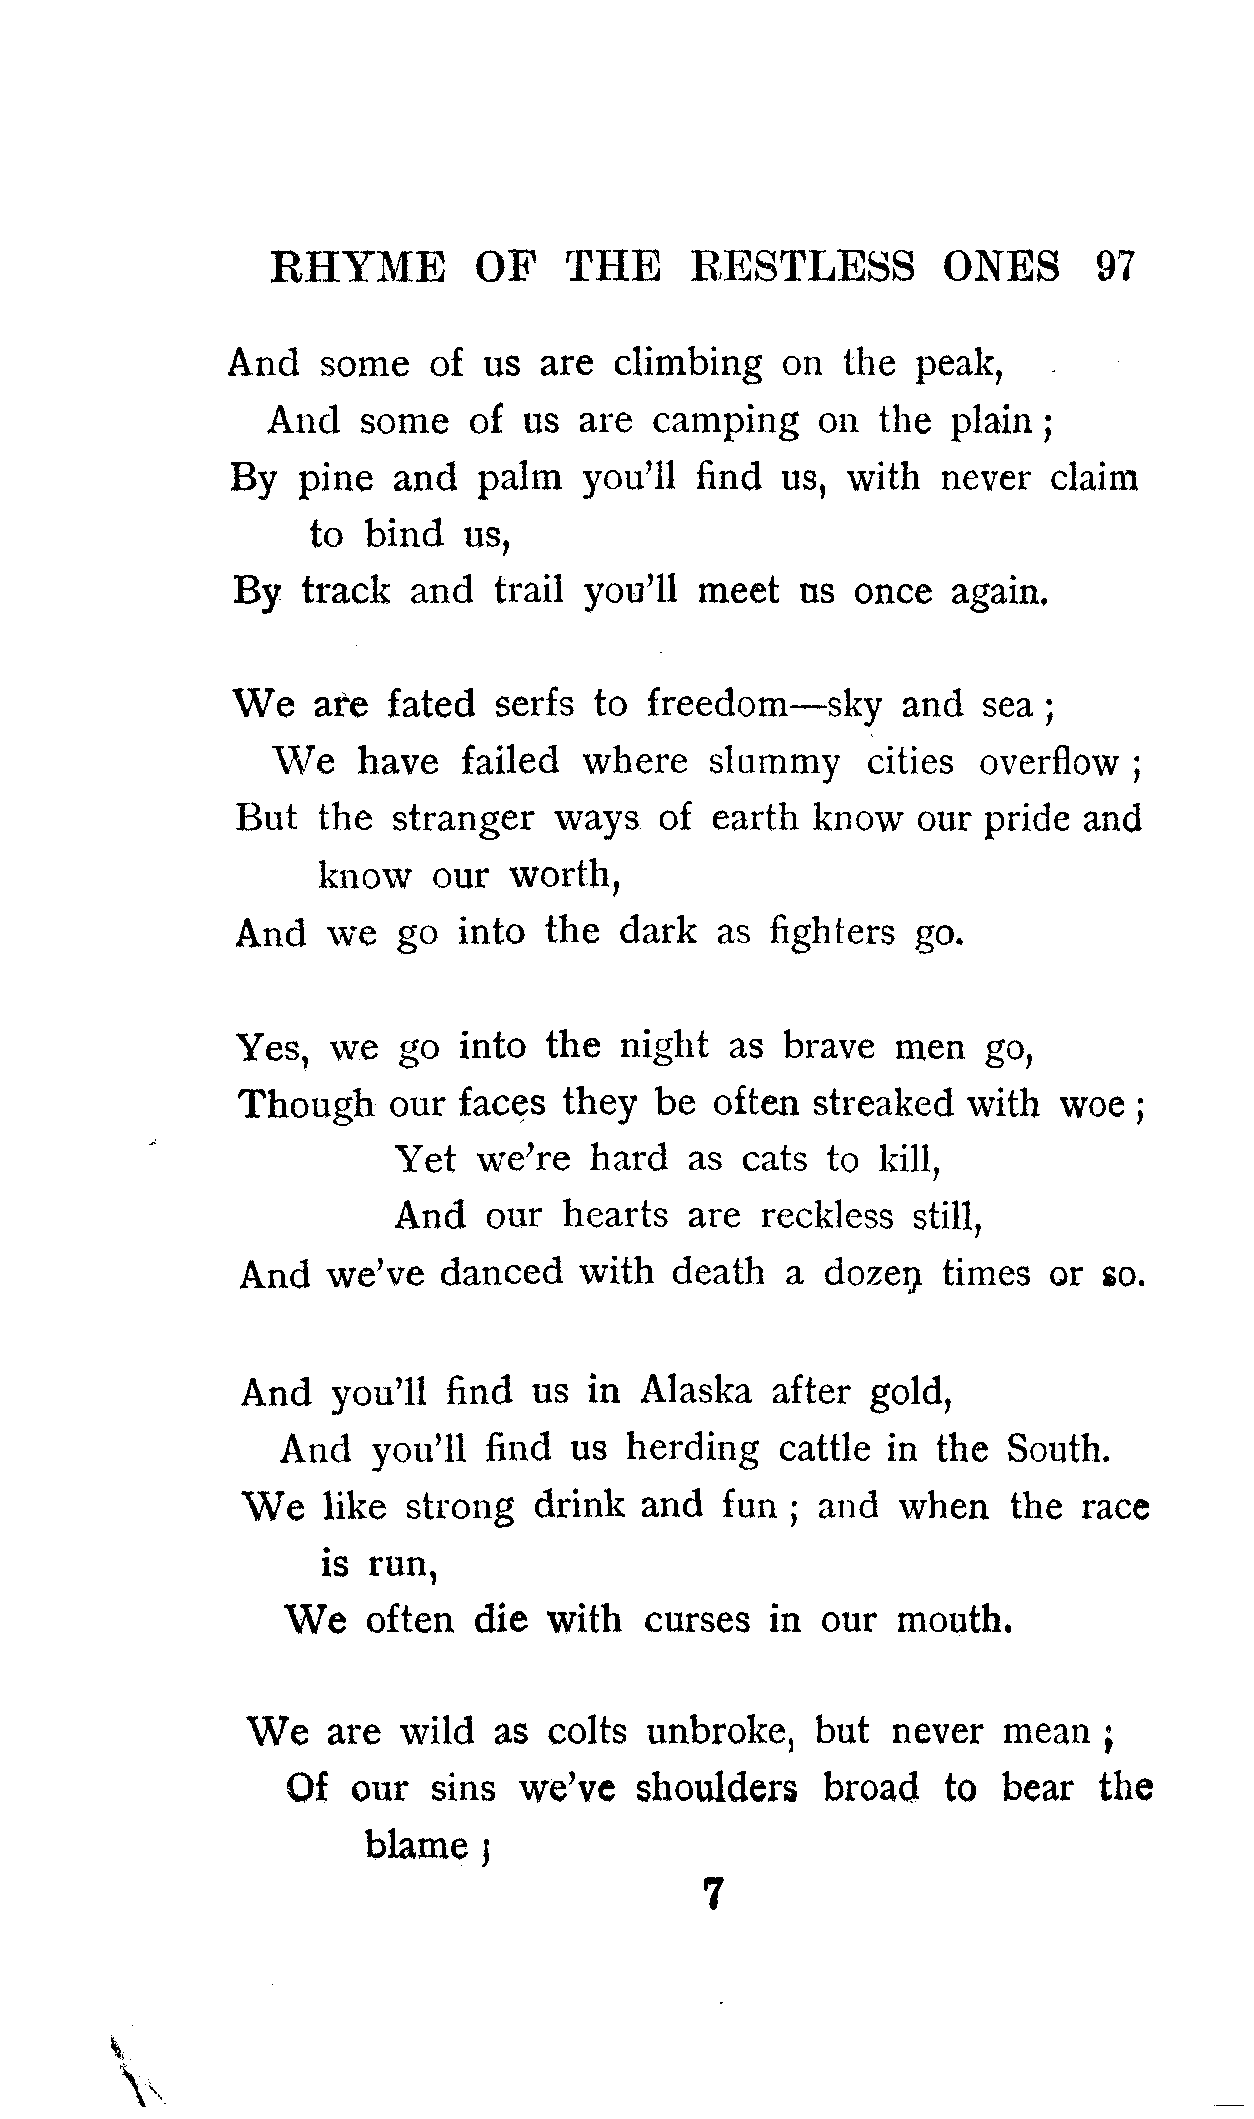 RHYME OF THE RESTLESS ONES 97
And some of us are climbing on the peak,
And some of us are camping on the plain ;
By pine and palm you'll find us, with never claim
to bind us,
By track and trail you'll meet us once again.
We are fated serfs to freedom—sky and sea ;
We have failed where slummy cities overflow ;
But the stranger ways of earth know our pride and
know our worth,
And we go into the dark as fighters go.
Yes, we go into the night as brave men go,
Though our faces they be often streaked with woe ;
Yet we're hard as cats to kill,
And our hearts are reckless still,
And we've danced with death a dozen times or so.
And you'll find us in Alaska after gold,
And you'll find us herding cattle in the South.
We like strong drink and fun ; and when the race
is run,
We often die with curses in our mouth.
We are wild as colts unbroke, but never mean ;
Of our sins we've shoulders broad to bear the
blame ;
7